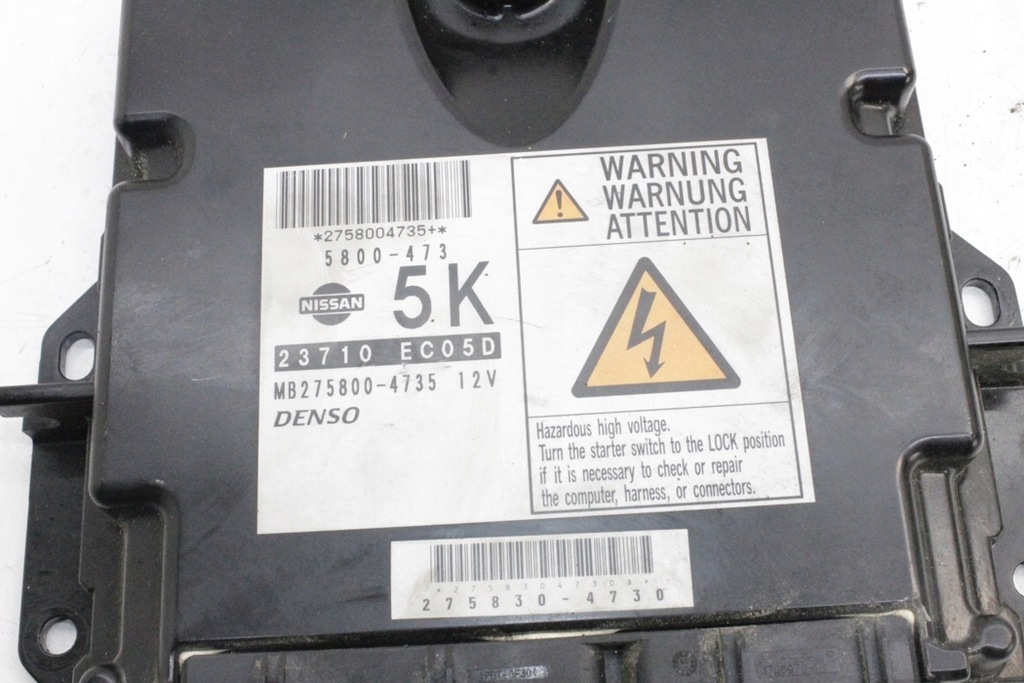 *2758004735+*
5800-473
NISSAN
5K
23710 EC05D
MB275800-4735 12V
DENSO
WARNING
WARNUNG
ATTENTION
Hazardous high voltage.
Turn the starter switch to the LOCK position
if it is necessary to check or repair
the computer, harness, or connectors.
*2758304730*
275830-4730